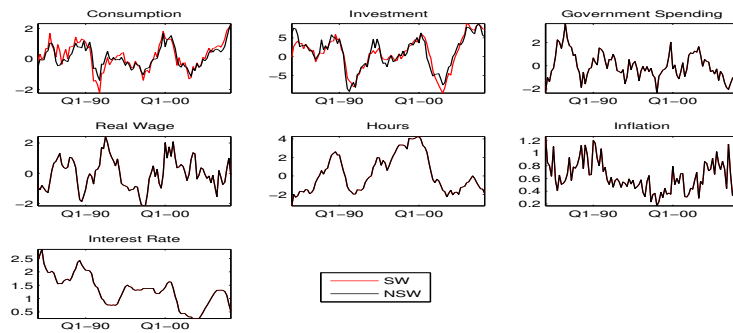 Consumption
2
0
−2
Q1−90
Q1−00
Investment
5
0
−5
Q1−90
Q1−00
Government Spending
2
0
−2
Q1−90
Q1−00
Real Wage
2
0
−2
Q1−90
Q1−00
Hours
4
2
0
−2
Q1−90
Q1−00
Inflation
1.2
1
0.8
0.6
0.4
0.2
Q1−90
Q1−00
Interest Rate
2.5
2
1.5
1
0.5
Q1−90
Q1−00
SW
NSW